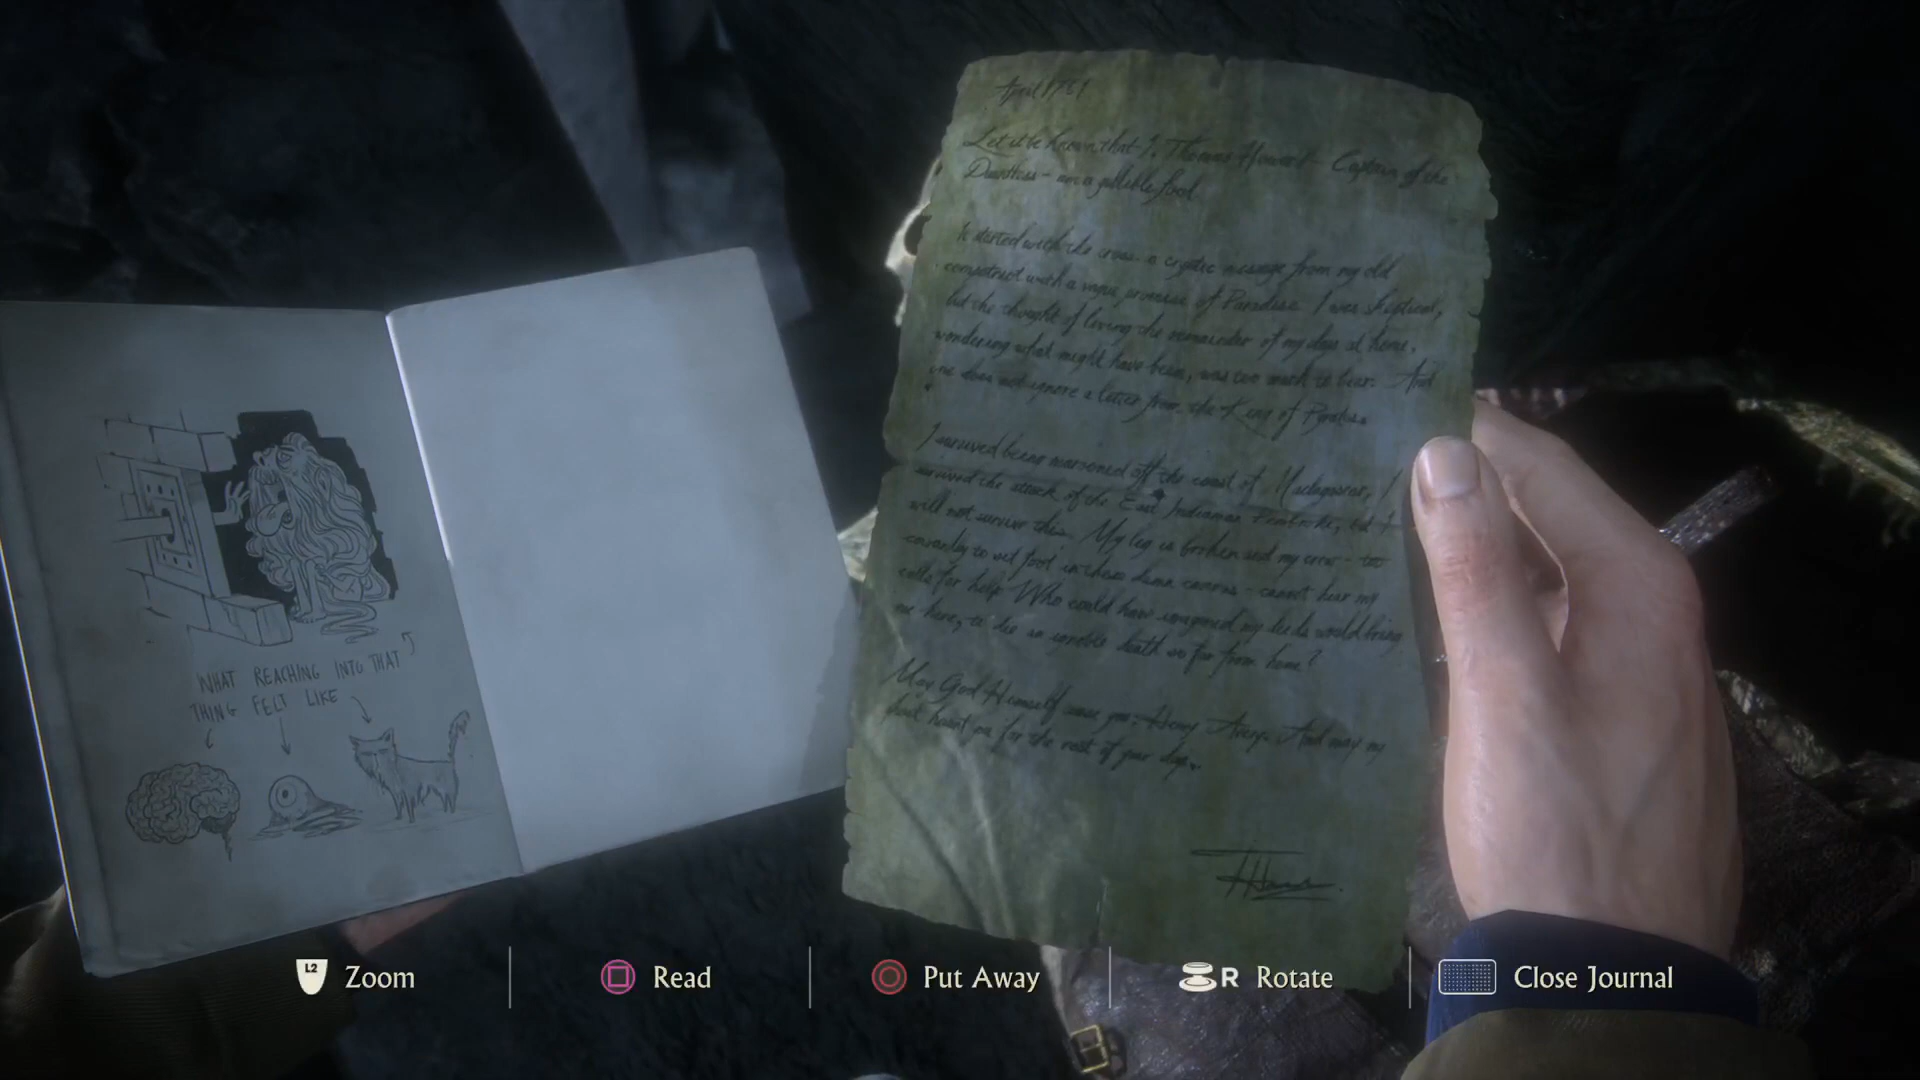 WHAT REACHING INTO THAT
THING FELT LIKE
April 1701
Let it be known that I, Thomas Howard - Captain of the
Dauntless - am a gullible fool.
It started with the cross - a cryptic message from my old
compatriot with a vague promise of Paradise. I was skeptical,
but the thought of living the remainder of my days at home,
wondering what might have been, was too much to bear. And
one does not ignore a letter from the King of Pirates.
I survived being marooned off the coast of Madagascar, I
survived the attack of the East Indiaman Pembroke, but I
will not survive this. My leg is broken and my crew - too
cowardly to set foot in these damn caverns - cannot hear my
calls for help. Who could have conjured my deeds would bring
me here, to die an ignoble death so far from home?
May God Himself save you, Henry Avery. And may my
ghost haunt you for the rest of your days.
L2 Zoom
Read
Put Away
R Rotate
Close Journal